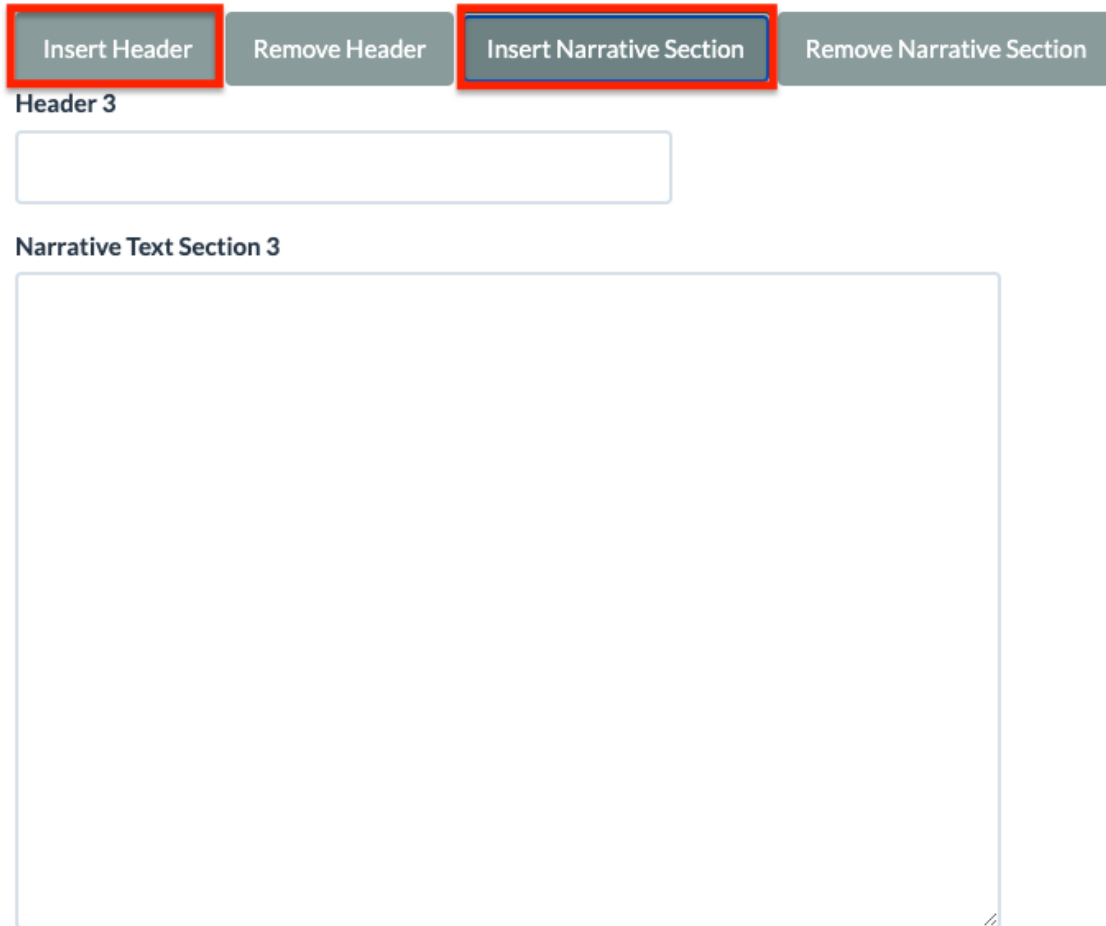 Insert Header Remove Header Insert Narrative Section Remove Narrative Section
Header 3
Narrative Text Section 3